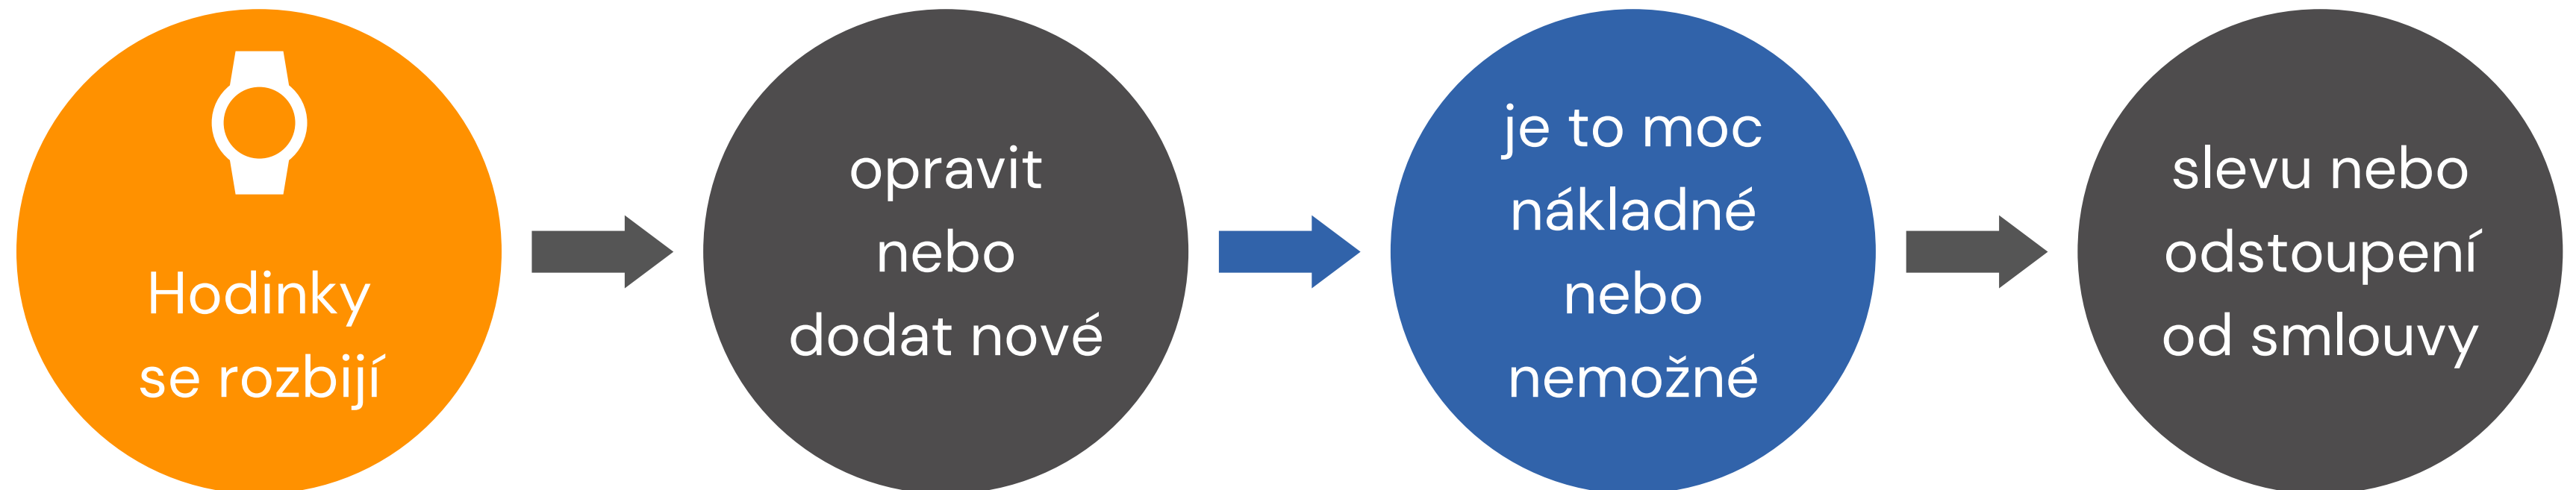 Hodinky
se rozbijí
opravit
nebo
dodat nové
je to moc
nákladné
nebo
nemožné
slevu nebo
odstoupení
od smlouvy